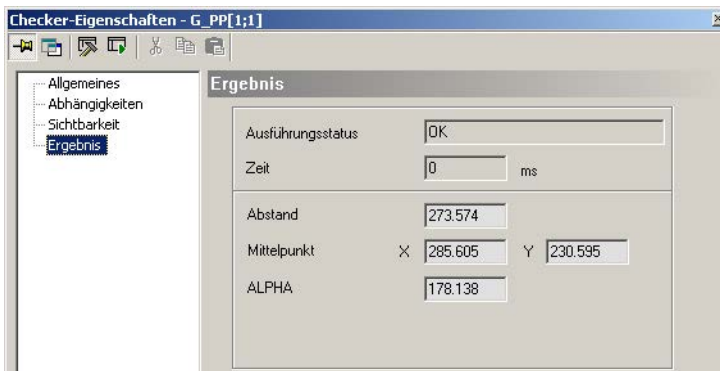 Checker-Eigenschaften - G_PP[1;1]
Allgemeines
Abhängigkeiten
Sichtbarkeit
Ergebnis
Ergebnis
Ausführungsstatus OK
Zeit 0 ms
Abstand 273.574
Mittelpunkt X 285.605 Y 230.595
ALPHA 178.138